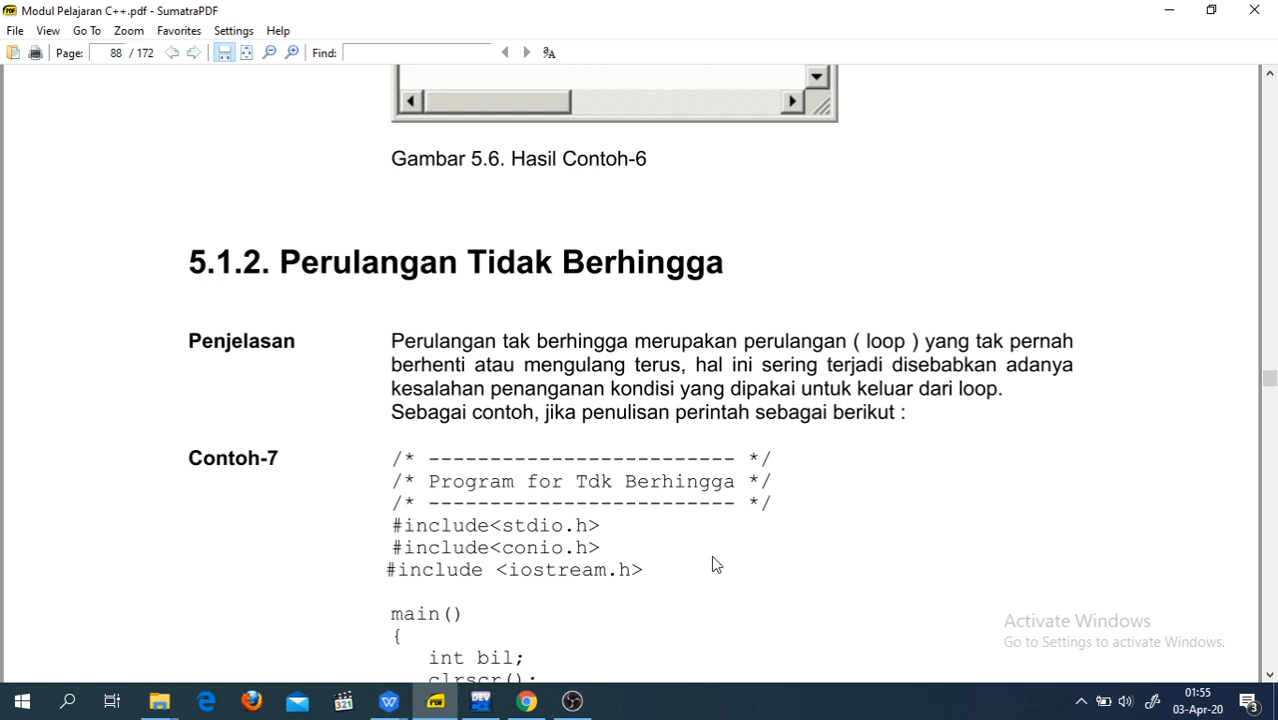 Modul Pelajaran C++.pdf - SumatraPDF
File View Go To Zoom Favorites Settings Help
Page: 88 / 172 Find:
Gambar 5.6. Hasil Contoh-6
5.1.2. Perulangan Tidak Berhingga
Penjelasan Perulangan tak berhingga merupakan perulangan ( loop ) yang tak pernah
berhenti atau mengulang terus, hal ini sering terjadi disebabkan adanya
kesalahan penanganan kondisi yang dipakai untuk keluar dari loop.
Sebagai contoh, jika penulisan perintah sebagai berikut :
Contoh-7 /* ------------------------- */
/* Program for Tdk Berhingga */
/* ------------------------- */
#include<stdio.h>
#include<conio.h>
#include <iostream.h>
main()
{
int bil;
clrscr();
Activate Windows
Go to Settings to activate Windows.
01:55
03-Apr-20